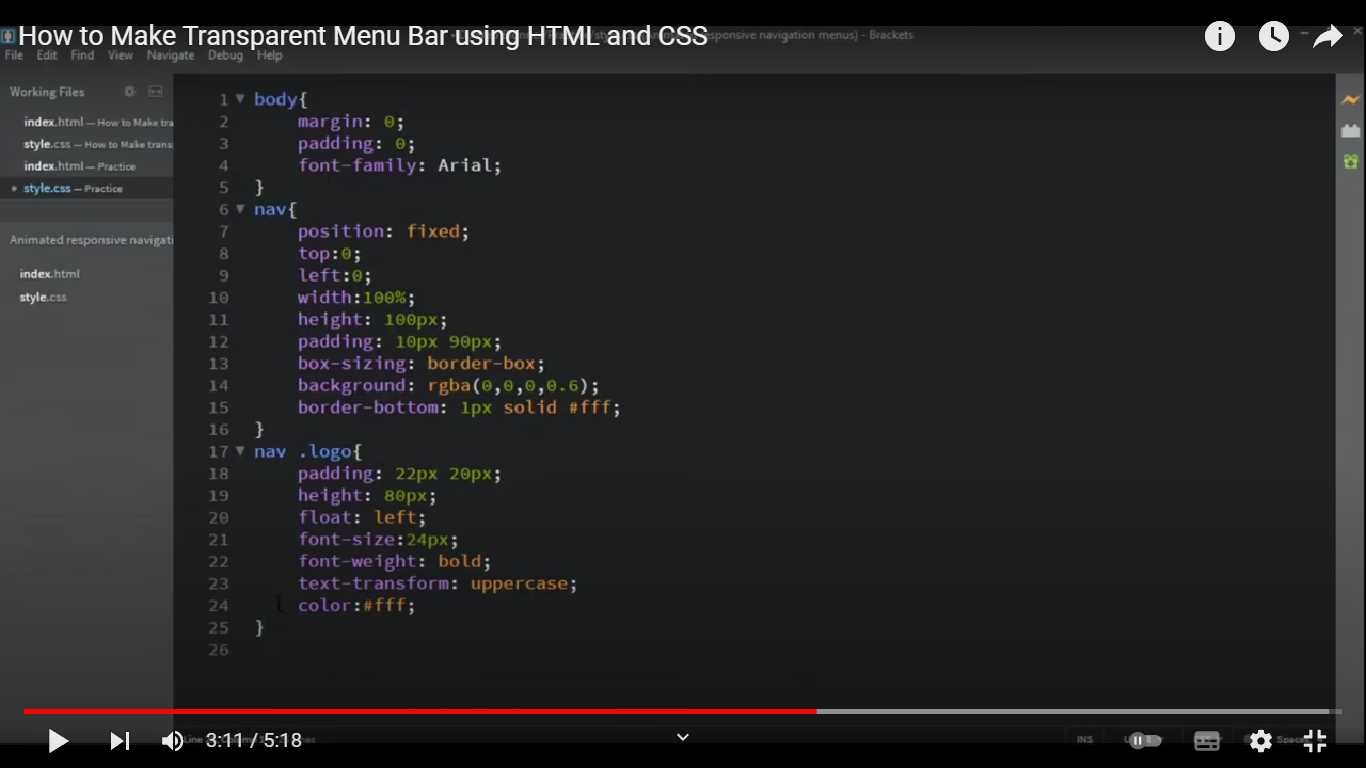 How to Make Transparent Menu Bar using HTML and CSS
responsive navigation menus) - Brackets
File Edit Find View Navigate Debug Help
Working Files
index.html — How to Make tra
style.css — How to Make trans
index.html — Practice
style.css — Practice
Animated responsive navigati
index.html
style.css
1 body{
2 margin: 0;
3 padding: 0;
4 font-family: Arial;
5 }
6 nav{
7 position: fixed;
8 top:0;
9 left:0;
10 width:100%;
11 height: 100px;
12 padding: 10px 90px;
13 box-sizing: border-box;
14 background: rgba(0,0,0,0.6);
15 border-bottom: 1px solid #fff;
16 }
17 nav .logo{
18 padding: 22px 20px;
19 height: 80px;
20 float: left;
21 font-size:24px;
22 font-weight: bold;
23 text-transform: uppercase;
24 color:#fff;
25 }
26
3:11 / 5:18
INS